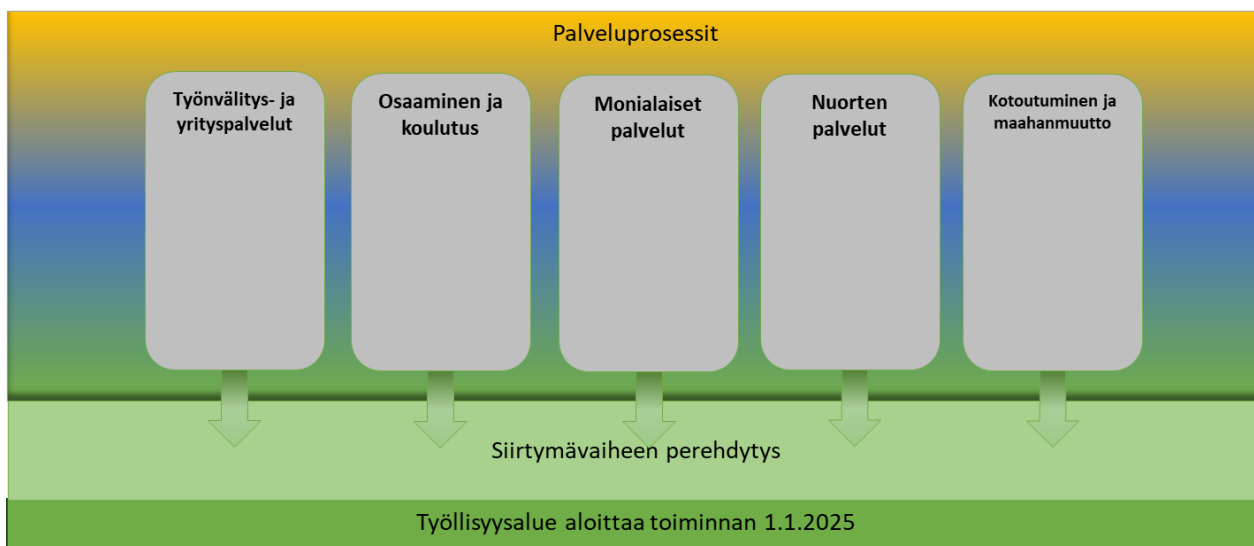 Palveluprosessit
Työnvälitys- ja
yrityspalvelut
Osaaminen ja
koulutus
Monialaiset
palvelut
Nuorten
palvelut
Kotoutuminen ja
maahanmuutto
Siirtymävaiheen perehdytys
Työllisyysalue aloittaa toiminnan 1.1.2025